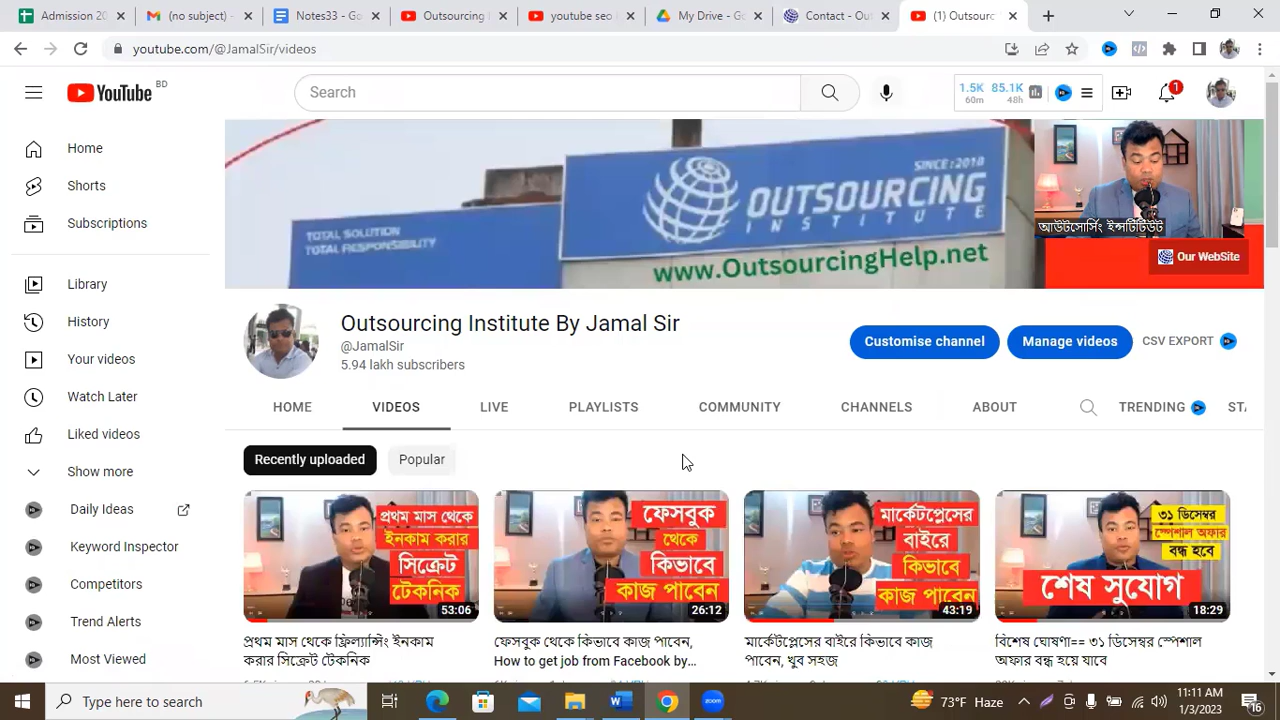 Admission 20
(no subject) -
Notes33 - Go
Outsourcing
youtube seo
My Drive - Go
Contact - Out
(1) Outsourc
youtube.com/@JamalSir/videos
YouTube BD
Search
1.5K 85.1K
60m 48h
1
Home
Shorts
Subscriptions
Library
History
Your videos
Watch Later
Liked videos
Show more
Daily Ideas
Keyword Inspector
Competitors
Trend Alerts
Most Viewed
TOTAL SOLUTION
TOTAL RESPONSIBILITY
SINCE:2010
OUTSOURCING
INSTITUTE
www.OutsourcingHelp.net
আউটসোর্সিং ইন্সটিটিউট
Our WebSite
Outsourcing Institute By Jamal Sir
@JamalSir
5.94 lakh subscribers
Customise channel
Manage videos
CSV EXPORT
HOME
VIDEOS
LIVE
PLAYLISTS
COMMUNITY
CHANNELS
ABOUT
TRENDING
Recently uploaded
Popular
প্রথম মাস থেকে
ইনকাম করার
সিক্রেট
টেকনিক
53:06
ফেসবুক
থেকে
কিভাবে
কাজ পাবেন
26:12
মার্কেটপ্লেসের
বাইরে
কিভাবে
কাজ পাবেন
43:19
৩১ ডিসেম্বর
স্পেশাল অফার
বন্ধ হবে
শেষ সুযোগ
18:29
প্রথম মাস থেকে ফ্রিল্যান্সিং ইনকাম
করার সিক্রেট টেকনিক
ফেসবুক থেকে কিভাবে কাজ পাবেন,
How to get job from Facebook by...
মার্কেটপ্লেসের বাইরে কিভাবে কাজ
পাবেন, খুব সহজ
বিশেষ ঘোষণা== ৩১ ডিসেম্বর স্পেশাল
অফার বন্ধ হয়ে যাবে
Type here to search
zoom
73°F Haze
11:11 AM
1/3/2023
16